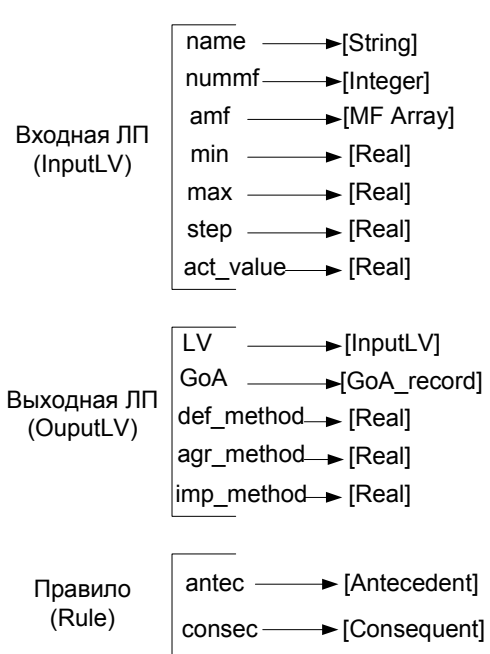 name [String]
nummf [Integer]
amf [MF Array]
Входная ЛП
(InputLV)
min [Real]
max [Real]
step [Real]
act_value [Real]
LV [InputLV]
GoA [GoA_record]
Выходная ЛП
(OuputLV)
def_method [Real]
agr_method [Real]
imp_method [Real]
Правило
(Rule)
antec [Antecedent]
consec [Consequent]